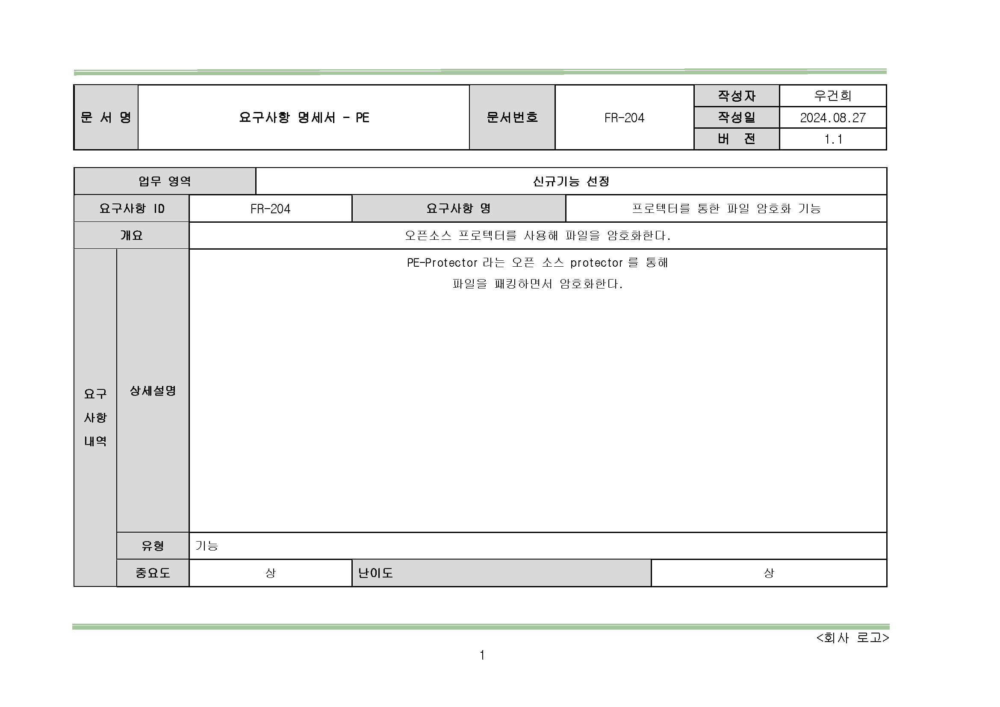 문 서 명
요구사항 명세서 - PE
문서번호
FR-204
작성자
우건희
작성일
2024.08.27
버 전
1.1
업무 영역
신규기능 선정
요구사항 ID
FR-204
요구사항 명
프로텍터를 통한 파일 암호화 기능
개요
오픈소스 프로텍터를 사용해 파일을 암호화한다.
요구
사항
내역
상세설명
PE-Protector 라는 오픈 소스 protector 를 통해
파일을 패킹하면서 암호화한다.
유형
기능
중요도
상
난이도
상
<회사 로고>
1